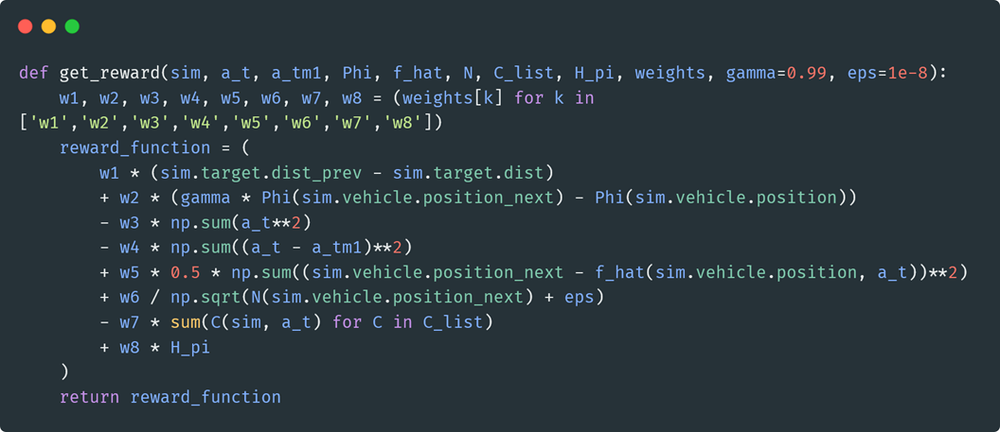 def get_reward(sim, a_t, a_tm1, Phi, f_hat, N, C_list, H_pi, weights, gamma=0.99, eps=1e-8):
    w1, w2, w3, w4, w5, w6, w7, w8 = (weights[k] for k in
['w1','w2','w3','w4','w5','w6','w7','w8'])
    reward_function = (
        w1 * (sim.target.dist_prev - sim.target.dist)
        + w2 * (gamma * Phi(sim.vehicle.position_next) - Phi(sim.vehicle.position))
        - w3 * np.sum(a_t**2)
        - w4 * np.sum((a_t - a_tm1)**2)
        + w5 * 0.5 * np.sum((sim.vehicle.position_next - f_hat(sim.vehicle.position, a_t))**2)
        + w6 / np.sqrt(N(sim.vehicle.position_next) + eps)
        - w7 * sum(C(sim, a_t) for C in C_list)
        + w8 * H_pi
    )
    return reward_function